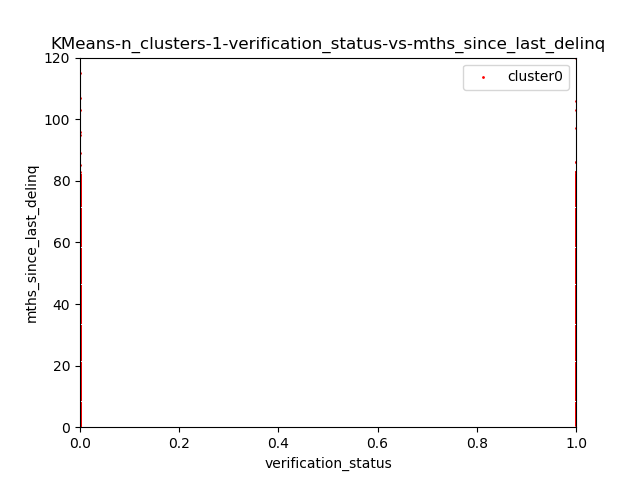 KMeans-n_clusters-1-verification_status-vs-mths_since_last_delinq
cluster0
mths_since_last_delinq
120
100
80
60
40
20
0
0.0 0.2 0.4 0.6 0.8 1.0
verification_status